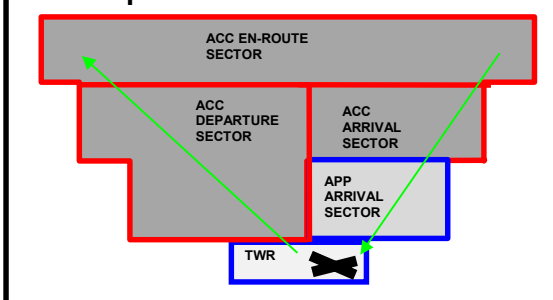 ACC EN-ROUTE
SECTOR
ACC
DEPARTURE
SECTOR
ACC
ARRIVAL
SECTOR
APP
ARRIVAL
SECTOR
TWR